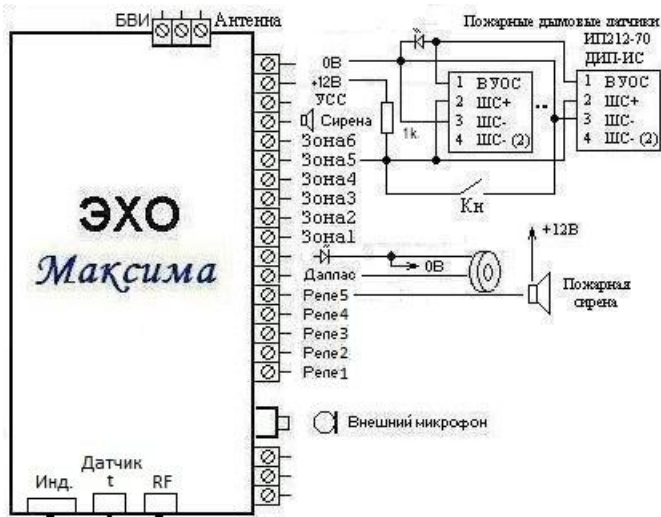 БВИ Антенна
Пожарные дымовые датчики
ИП212-70
ДИП-ИС
0В
+12В
УСС
Сирена
Зона6
Зона5
Зона4
Зона3
Зона2
Зона1
Даллас
Реле5
Реле4
Реле3
Реле2
Реле1
1k
1 ВУОС
2 ШС+
3 ШС-
4 ШС- (2)
..
1 ВУОС
2 ШС+
3 ШС-
4 ШС- (2)
Кн
+12В
0В
Пожарная
сирена
ЭХО
Максима
Внешний микрофон
Датчик
Инд. t RF